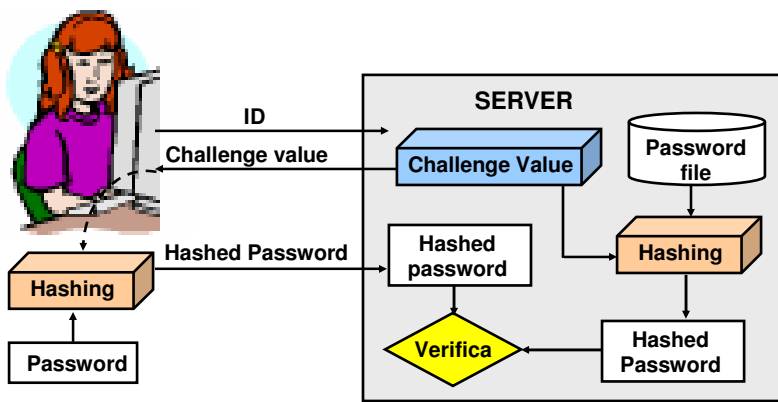 SERVER
ID
Challenge value
Challenge Value
Password
file
Hashed Password
Hashed
password
Hashing
Hashing
Password
Verifica
Hashed
Password